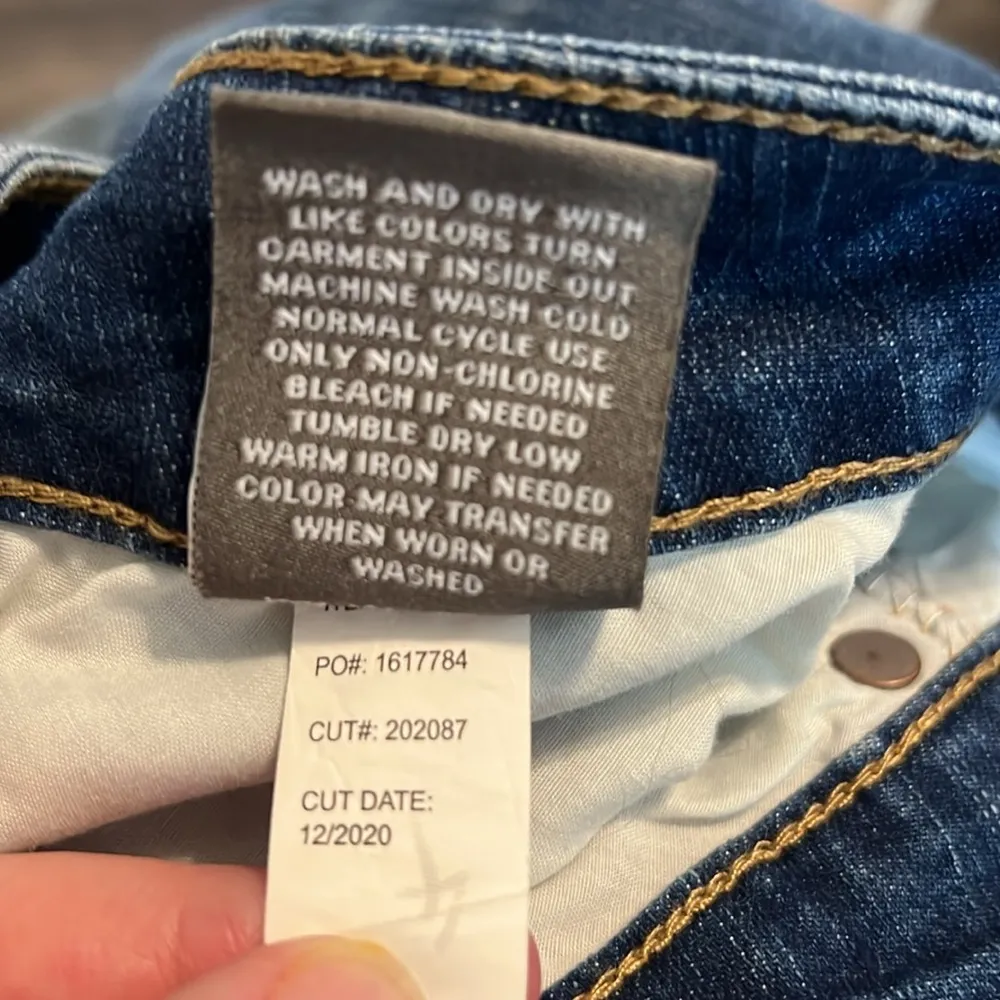 WASH AND DRY WITH
LIKE COLORS TURN
GARMENT INSIDE OUT
MACHINE WASH COLD
NORMAL CYCLE USE
ONLY NON-CHLORINE
BLEACH IF NEEDED
TUMBLE DRY LOW
WARM IRON IF NEEDED
COLOR MAY TRANSFER
WHEN WORN OR
WASHED
PO#: 1617784
CUT#: 202087
CUT DATE:
12/2020